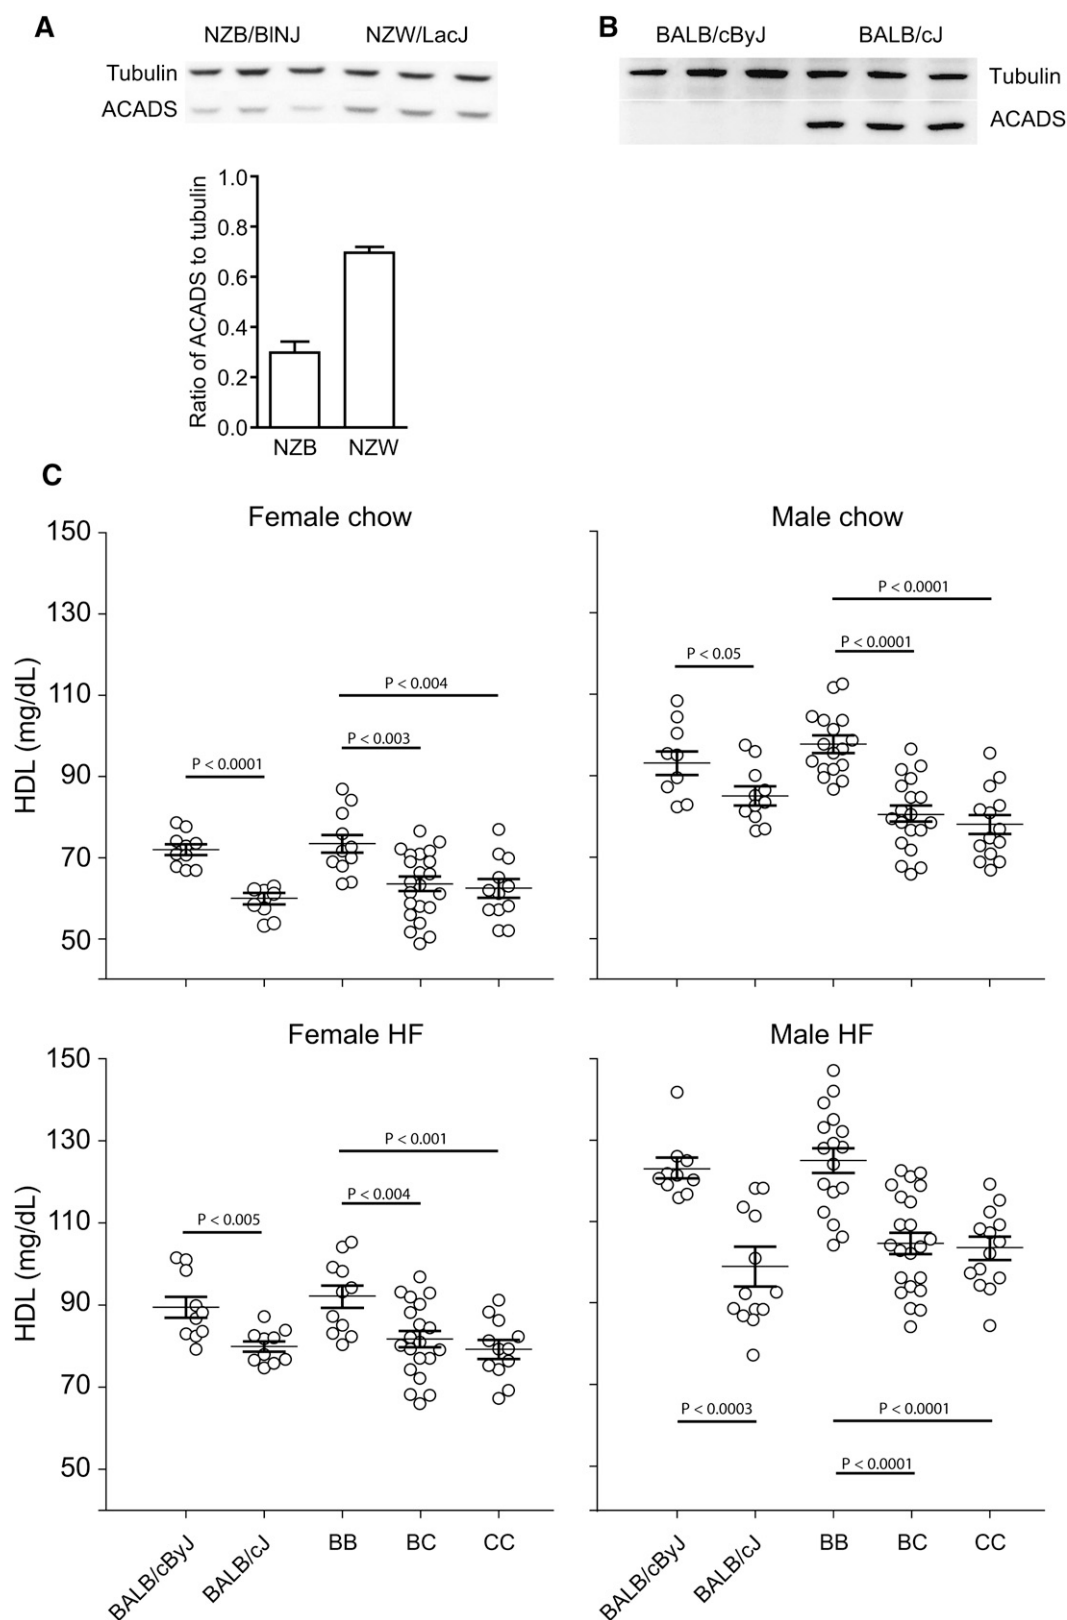 A
NZB/BlNJ NZW/LacJ
Tubulin
ACADS
B
BALB/cByJ BALB/cJ
Tubulin
ACADS
Ratio of ACADS to tubulin
1.0
0.8
0.6
0.4
0.2
0.0
NZB NZW
C
Female chow
HDL (mg/dL)
150
130
110
90
70
50
P < 0.0001
P < 0.004
P < 0.003
Male chow
P < 0.05
P < 0.0001
P < 0.0001
Female HF
HDL (mg/dL)
150
130
110
90
70
50
P < 0.005
P < 0.001
P < 0.004
BALB/cByJ BALB/cJ BB BC CC
Male HF
P < 0.0003
P < 0.0001
P < 0.0001
BALB/cByJ BALB/cJ BB BC CC